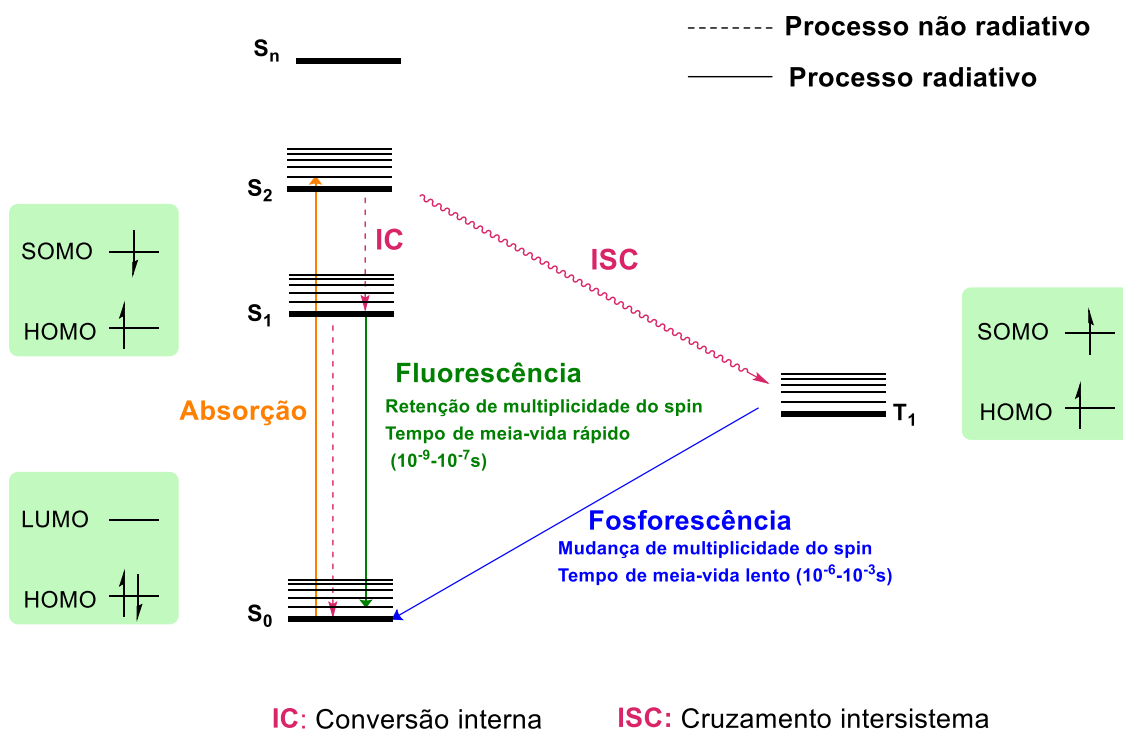 Processo não radiativo
Processo radiativo
Sn
S2
IC
ISC
SOMO
HOMO
S1
SOMO
HOMO
Fluorescência
Retenção de multiplicidade do spin
Tempo de meia-vida rápido
(10-9-10-7s)
Absorção
T1
LUMO
HOMO
Fosforescência
Mudança de multiplicidade do spin
Tempo de meia-vida lento (10-6-10-3s)
S0
IC: Conversão interna
ISC: Cruzamento intersistema